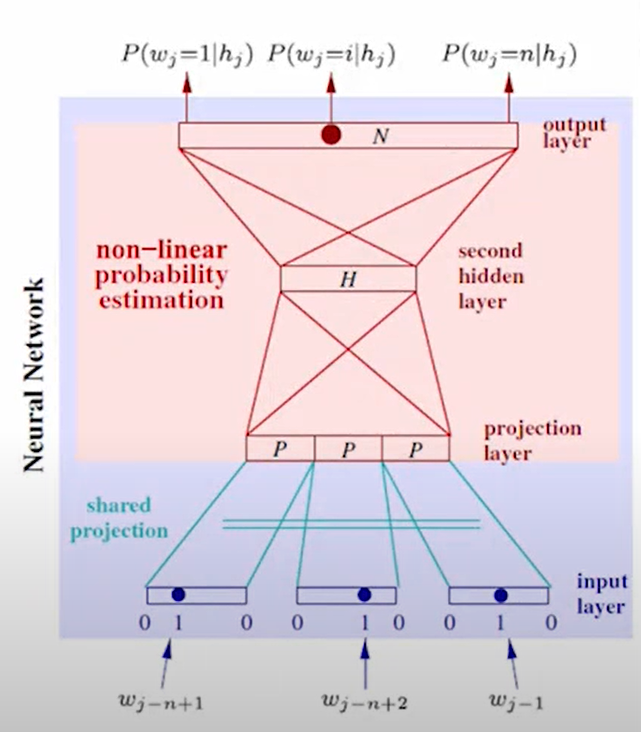 P(w_j=1|h_j) P(w_j=i|h_j) P(w_j=n|h_j)
output
layer
N
non-linear
probability
estimation
second
hidden
layer
H
Neural Network
projection
layer
P P P
shared
projection
input
layer
0 1 0 0 1 0 0 1 0
w_{j-n+1} w_{j-n+2} w_{j-1}